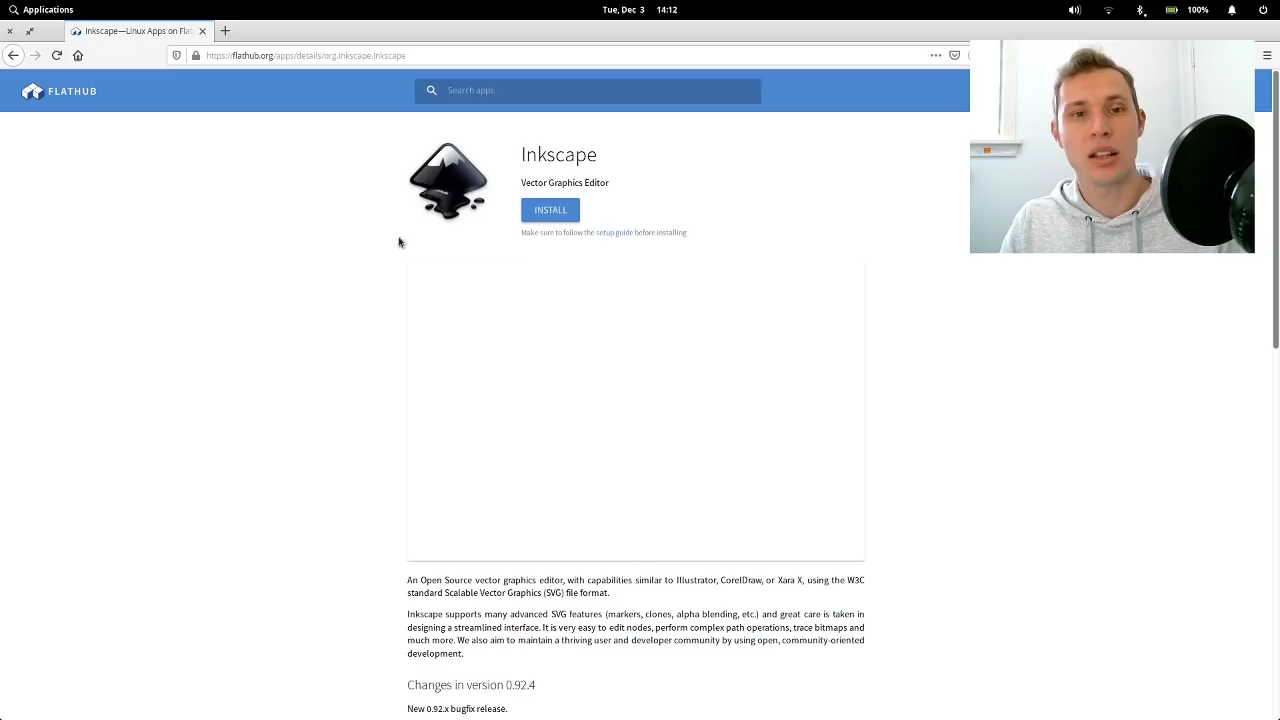 Applications
Tue, Dec 3 14:12
100%
Inkscape—Linux Apps on Flat
https://flathub.org/apps/details/org.inkscape.Inkscape
FLATHUB
Search apps
Inkscape
Vector Graphics Editor
INSTALL
Make sure to follow the setup guide before installing
An Open Source vector graphics editor, with capabilities similar to Illustrator, CorelDraw, or Xara X, using the W3C
standard Scalable Vector Graphics (SVG) file format.
Inkscape supports many advanced SVG features (markers, clones, alpha blending, etc.) and great care is taken in
designing a streamlined interface. It is very easy to edit nodes, perform complex path operations, trace bitmaps and
much more. We also aim to maintain a thriving user and developer community by using open, community-oriented
development.
Changes in version 0.92.4
New 0.92.x bugfix release.